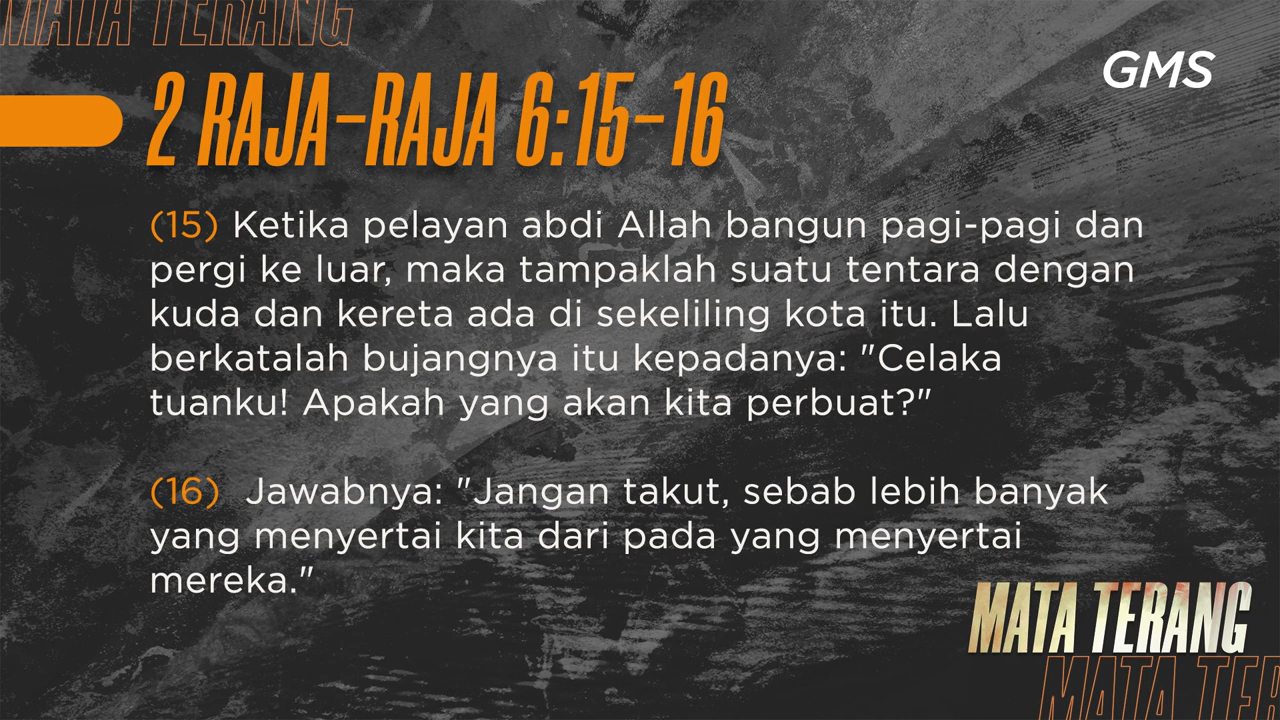 MATA TERANG
GMS
2 RAJA-RAJA 6:15-16
(15) Ketika pelayan abdi Allah bangun pagi-pagi dan
pergi ke luar, maka tampaklah suatu tentara dengan
kuda dan kereta ada di sekeliling kota itu. Lalu
berkatalah bujangnya itu kepadanya: "Celaka
tuanku! Apakah yang akan kita perbuat?"
(16) Jawabnya: "Jangan takut, sebab lebih banyak
yang menyertai kita dari pada yang menyertai
mereka."
MATA TERANG
MATA TER